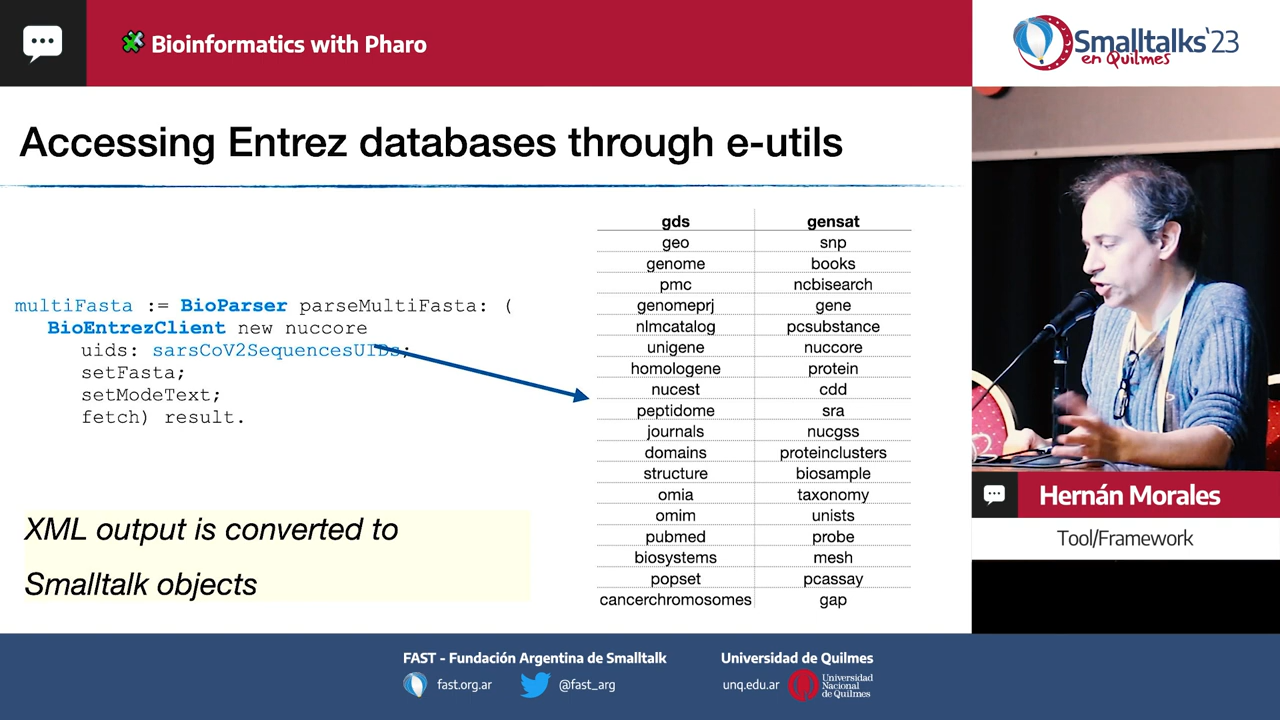 Bioinformatics with Pharo
Smalltalks'23
en Quilmes
Accessing Entrez databases through e-utils
multiFasta := BioParser parseMultiFasta: (
BioEntrezClient new nuccore
uids: sarsCoV2SequencesUIDs;
setFasta;
setModeText;
fetch) result.
XML output is converted to
Smalltalk objects
gds gensat
geo snp
genome books
pmc ncbisearch
genomeprj gene
nlmcatalog pcsubstance
unigene nuccore
homologene protein
nucest cdd
peptidome sra
journals nucgss
domains proteinclusters
structure biosample
omia taxonomy
omim unists
pubmed probe
biosystems mesh
popset pcassay
cancerchromosomes gap
Hernán Morales
Tool/Framework
FAST - Fundación Argentina de Smalltalk
fast.org.ar @fast_arg
Universidad de Quilmes
unq.edu.ar
Universidad
Nacional
de Quilmes